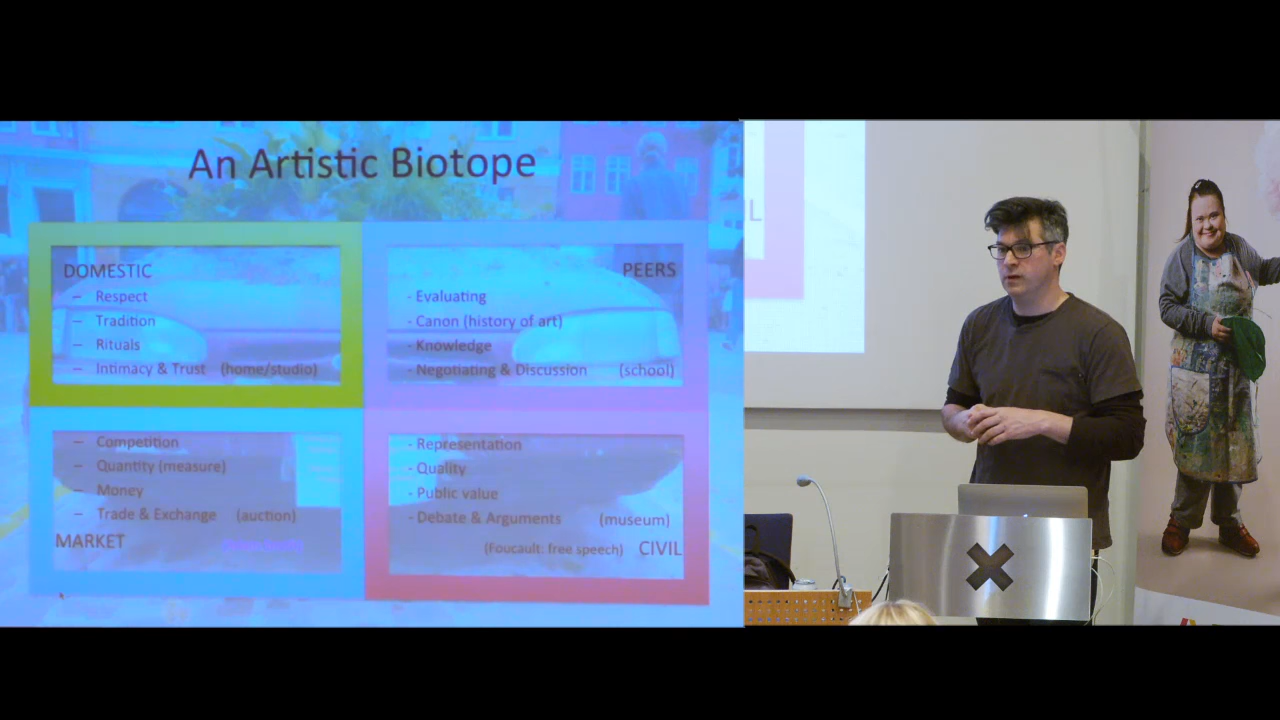 An Artistic Biotope
DOMESTIC
– Respect
– Tradition
– Rituals
– Intimacy & Trust (home/studio)
PEERS
- Evaluating
- Canon (history of art)
- Knowledge
- Negotiating & Discussion (school)
– Competition
– Quantity (measure)
– Money
– Trade & Exchange (auction)
MARKET
- Representation
- Quality
- Public value
- Debate & Arguments (museum)
(Foucault: free speech) CIVIL
L